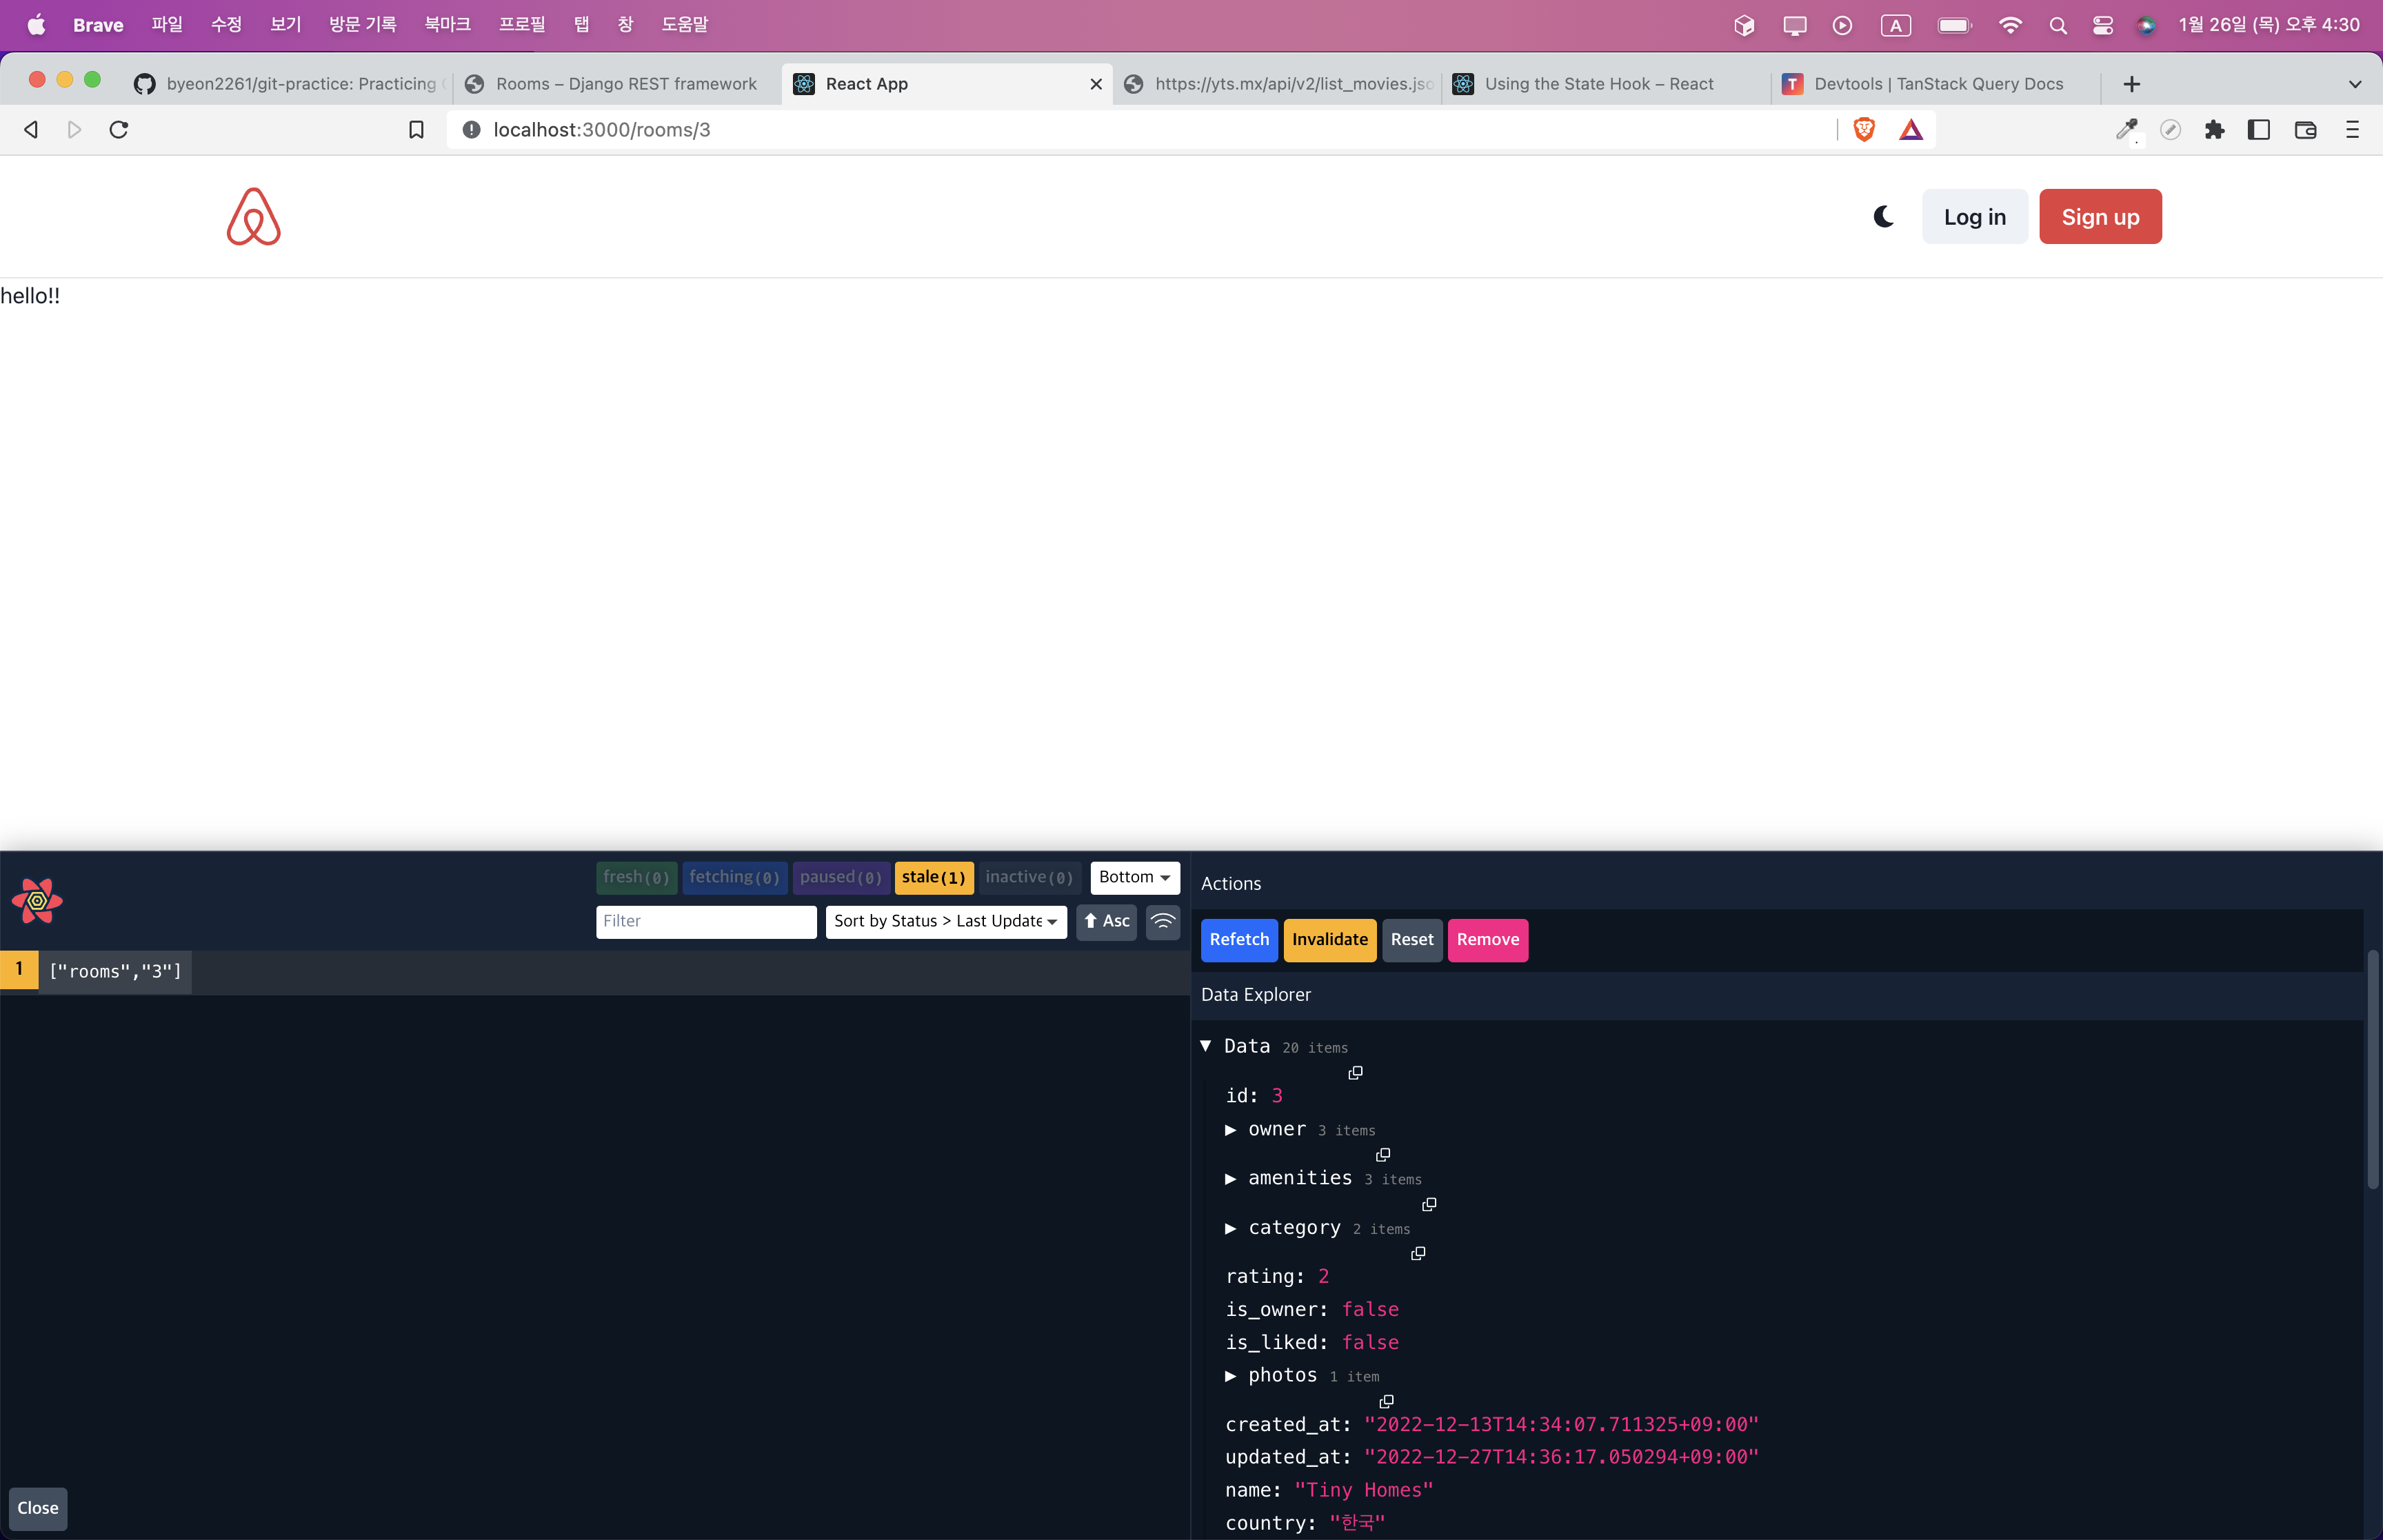 Brave 파일 수정 보기 방문 기록 북마크 프로필 탭 창 도움말 A 1월 26일 (목) 오후 4:30
byeon2261/git-practice: Practicing Rooms – Django REST framework React App https://yts.mx/api/v2/list_movies.jso Using the State Hook – React Devtools | TanStack Query Docs
localhost:3000/rooms/3
Log in Sign up
hello!!
fresh(0) fetching(0) paused(0) stale(1) inactive(0) Bottom
Filter Sort by Status > Last Update Asc
1 ["rooms","3"]
Close
Actions
Refetch Invalidate Reset Remove
Data Explorer
▼ Data 20 items
id: 3
▶ owner 3 items
▶ amenities 3 items
▶ category 2 items
rating: 2
is_owner: false
is_liked: false
▶ photos 1 item
created_at: "2022-12-13T14:34:07.711325+09:00"
updated_at: "2022-12-27T14:36:17.050294+09:00"
name: "Tiny Homes"
country: "한국"